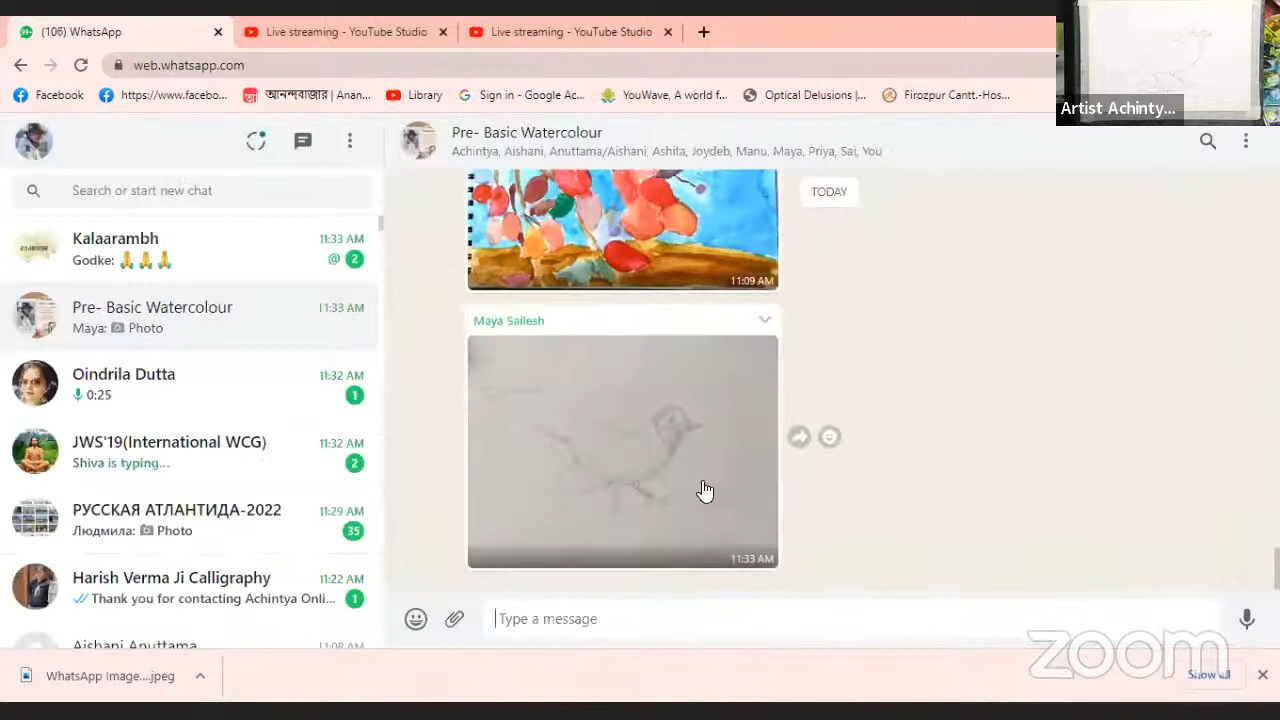 (106) WhatsApp
Live streaming - YouTube Studio
Live streaming - YouTube Studio
web.whatsapp.com
Facebook
https://www.facebo...
আনন্দবাজার | Anan...
Library
Sign in - Google Ac...
YouWave, A world f...
Optical Delusions |...
Firozpur Cantt.-Hos...
Artist Achinty...
Pre- Basic Watercolour
Achintya, Aishani, Anuttama/Aishani, Ashita, Joydeb, Manu, Maya, Priya, Sai, You
Search or start new chat
TODAY
Kalaarambh
11:33 AM
Godke: 🙏🙏🙏
@ 2
Pre- Basic Watercolour
11:33 AM
Maya: Photo
Oindrila Dutta
11:32 AM
0:25
1
JWS'19(International WCG)
11:32 AM
Shiva is typing...
2
РУССКАЯ АТЛАНТИДА-2022
11:29 AM
Людмила: Photo
35
Harish Verma Ji Calligraphy
11:22 AM
Thank you for contacting Achintya Onli...
1
Aishani Anuttama
11:08 AM
11:09 AM
Maya Sailesh
11:33 AM
Type a message
zoom
WhatsApp Image....jpeg
Show all